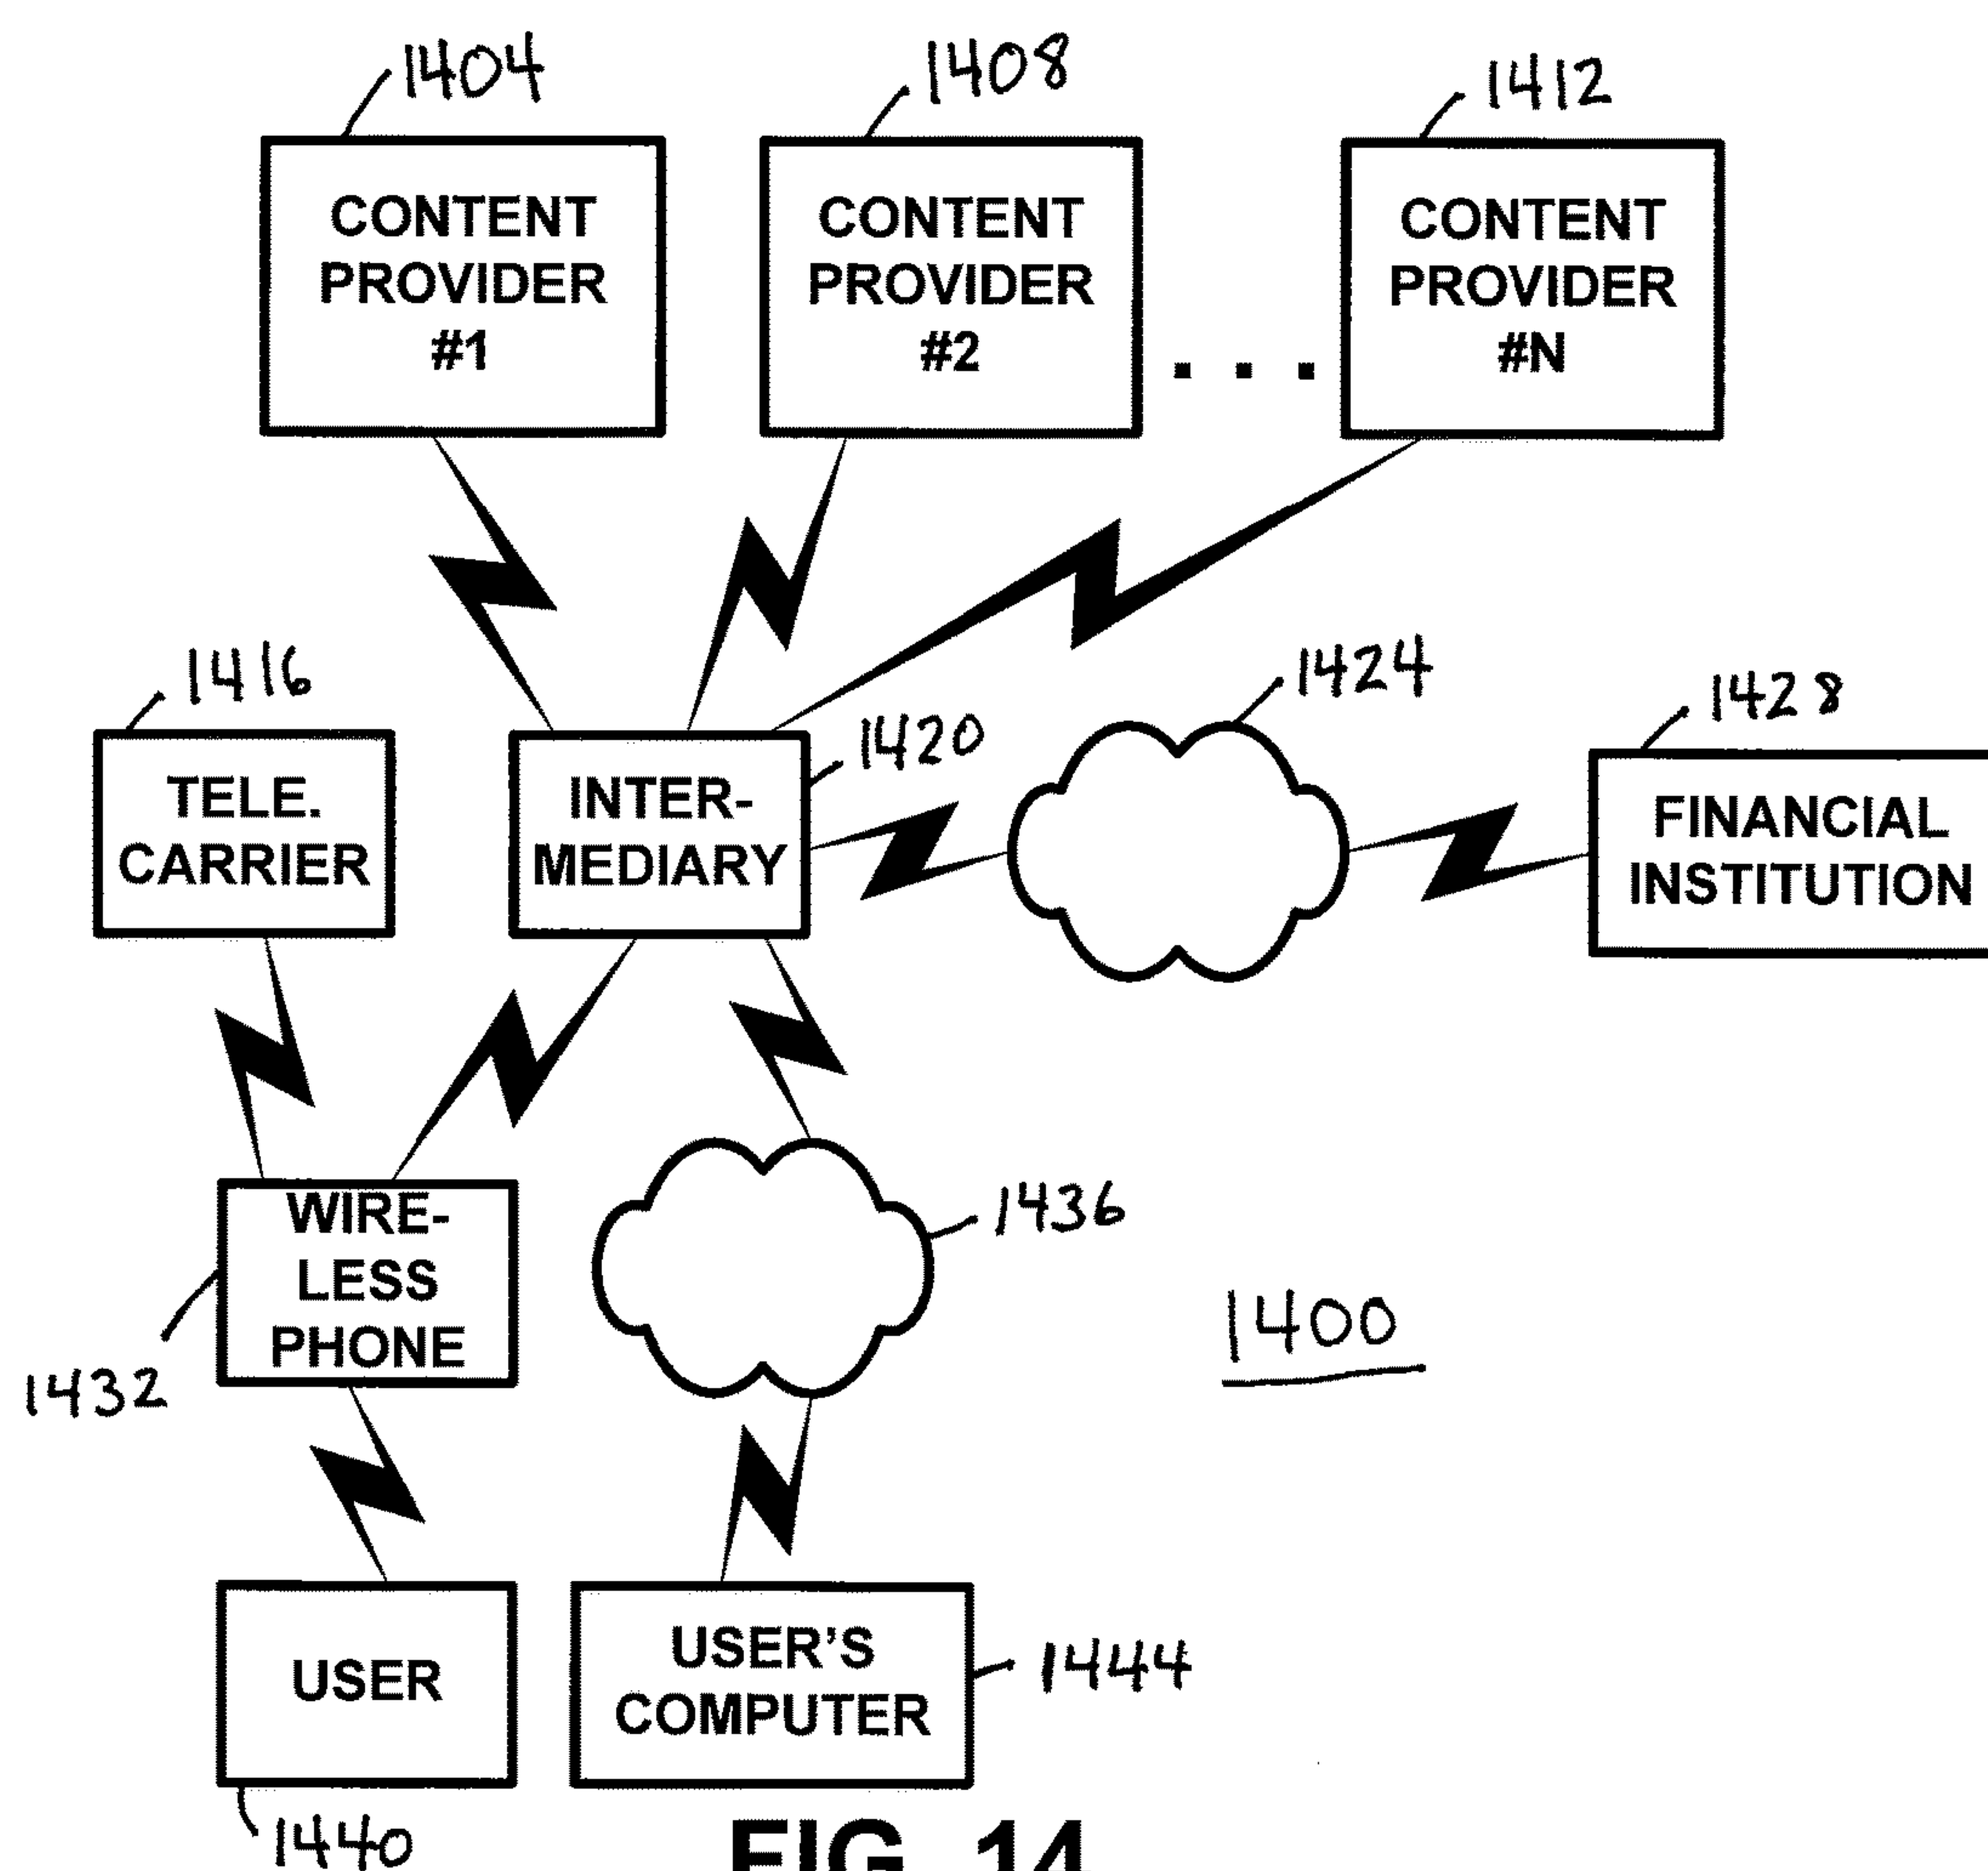 1404
1408
1412
CONTENT
PROVIDER
#1
CONTENT
PROVIDER
#2
. . .
CONTENT
PROVIDER
#N
1416
1420
1424
1428
TELE.
CARRIER
INTER-
MEDIARY
FINANCIAL
INSTITUTION
WIRE-
LESS
PHONE
1432
1436
1400
USER
1440
USER’S
COMPUTER
1444
FIG. 14